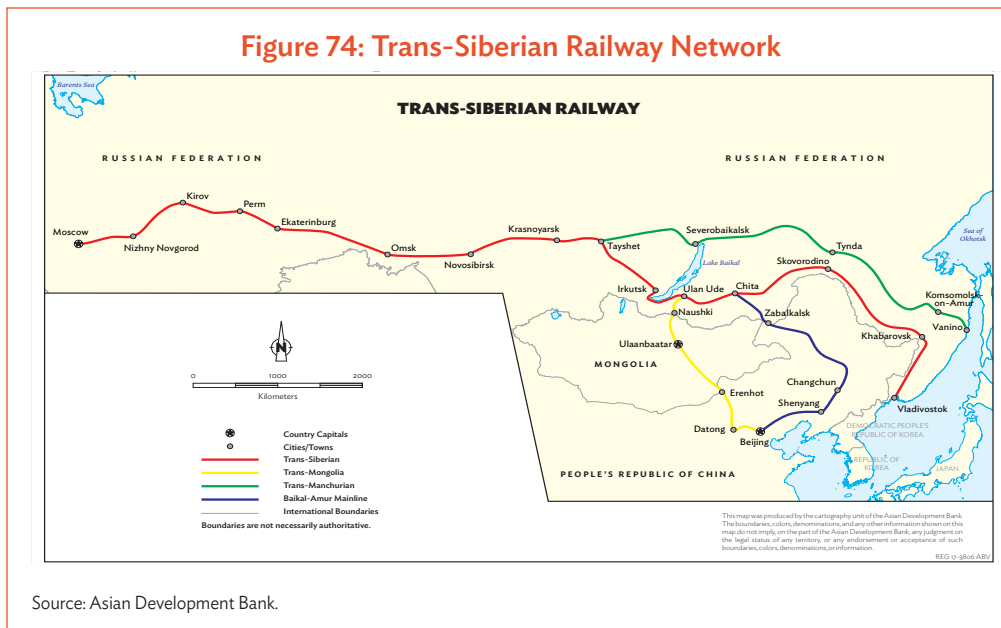 Figure 74: Trans-Siberian Railway Network
Barents Sea
TRANS-SIBERIAN RAILWAY
RUSSIAN FEDERATION
RUSSIAN FEDERATION
Kirov
Perm
Ekaterinburg
Moscow
Nizhny Novgorod
Omsk
Novosibirsk
Krasnoyarsk
Tayshet
Severobaikalsk
Lake Baikal
Tynda
Skovorodino
Sea of
Okhotsk
Irkutsk
Ulan Ude
Chita
Komsomolsk-
on-Amur
Naushki
Zabalkalsk
Vanino
Khabarovsk
Ulaanbaatar
MONGOLIA
Erenhot
Changchun
Shenyang
Vladivostok
Datong
Beijing
DEMOCRATIC PEOPLE'S
REPUBLIC OF KOREA
REPUBLIC OF
KOREA
JAPAN
PEOPLE'S REPUBLIC OF CHINA
N
0 1000 2000
Kilometers
Country Capitals
Cities/Towns
Trans-Siberian
Trans-Mongolia
Trans-Manchurian
Baikal-Amur Mainline
International Boundaries
Boundaries are not necessarily authoritative.
This map was produced by the cartography unit of the Asian Development Bank.
The boundaries, colors, denominations, and any other information shown on this
map do not imply, on the part of the Asian Development Bank, any judgment on
the legal status of any territory, or any endorsement or acceptance of such
boundaries, colors, denominations, or information.
REG 17-3806 ABV
Source: Asian Development Bank.